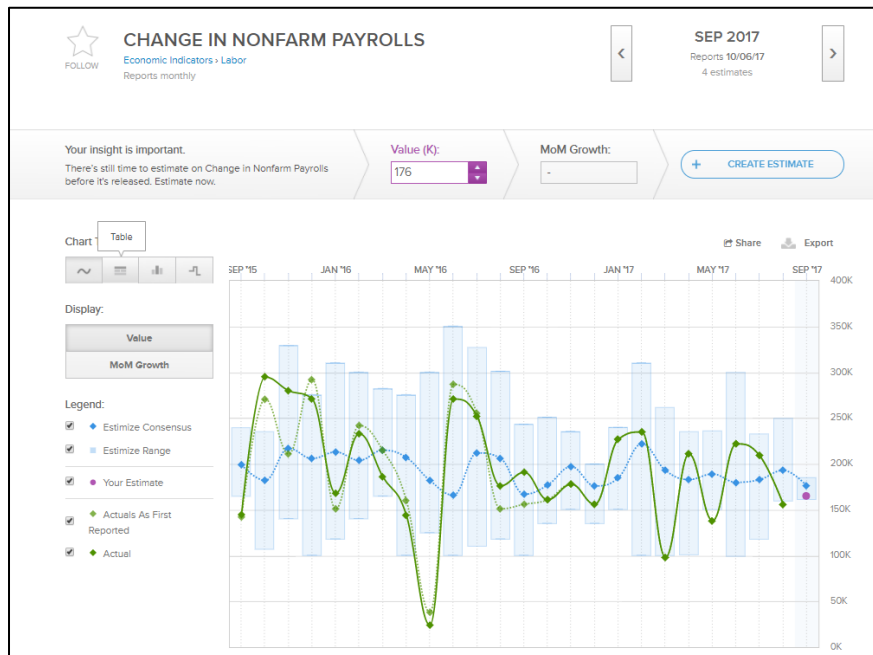 CHANGE IN NONFARM PAYROLLS
FOLLOW
Economic Indicators › Labor
Reports monthly
<
SEP 2017
Reports 10/06/17
4 estimates
>
Your insight is important.
There's still time to estimate on Change in Nonfarm Payrolls
before it's released. Estimate now.
Value (K):
176
MoM Growth:
-
+ CREATE ESTIMATE
Chart
Table
Share
Export
Display:
Value
MoM Growth
Legend:
Estimize Consensus
Estimize Range
Your Estimate
Actuals As First
Reported
Actual
SEP '15 JAN '16 MAY '16 SEP '16 JAN '17 MAY '17 SEP '17
400K
350K
300K
250K
200K
150K
100K
50K
0K